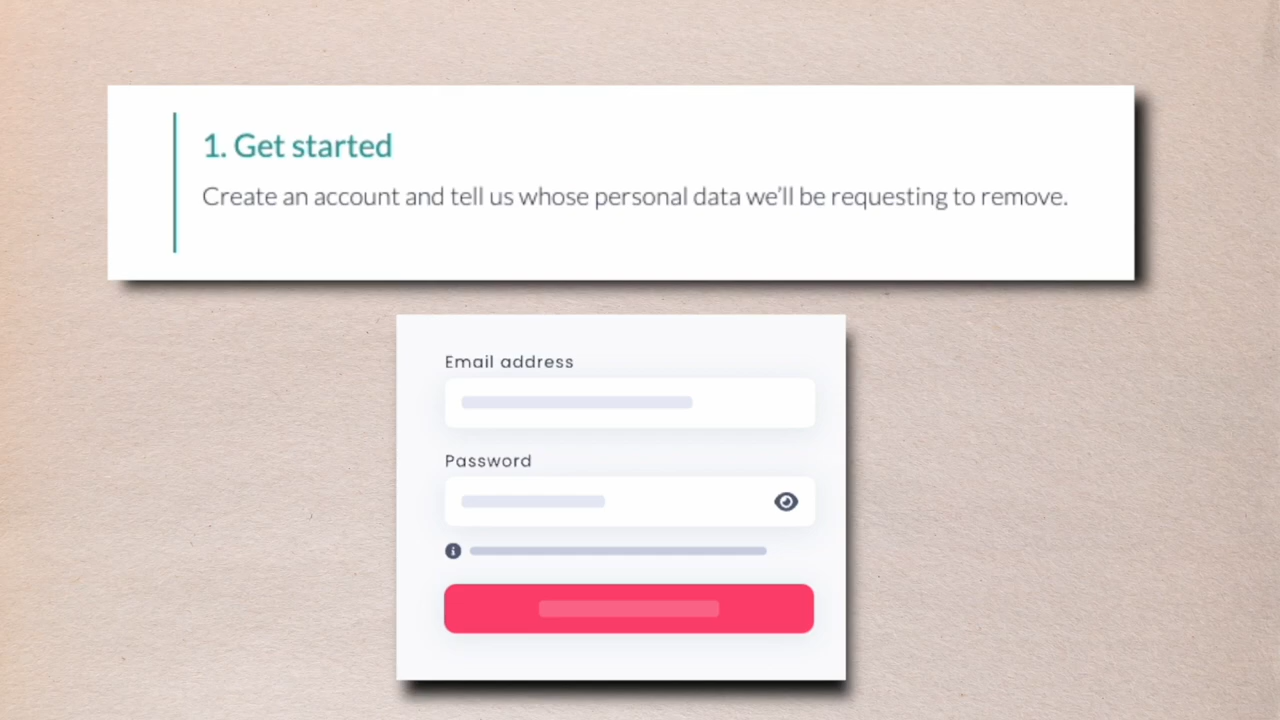 1. Get started
Create an account and tell us whose personal data we'll be requesting to remove.
Email address
Password